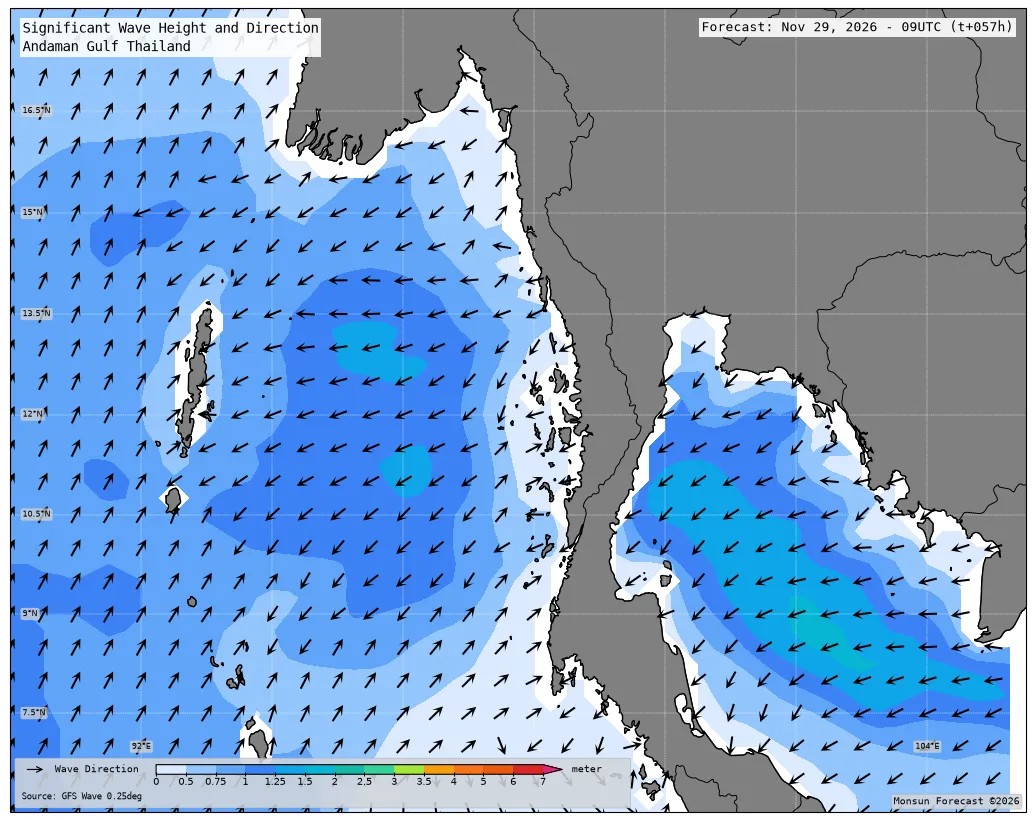 Significant Wave Height and Direction
Andaman Gulf Thailand
Forecast: Nov 29, 2026 - 09UTC (t+057h)
16.5°N
15°N
13.5°N
12°N
10.5°N
9°N
7.5°N
92°E
104°E
Wave Direction
meter
0 0.5 0.75 1 1.25 1.5 2 2.5 3 3.5 4 5 6 7
Source: GFS Wave 0.25deg
Monsun Forecast ©2026